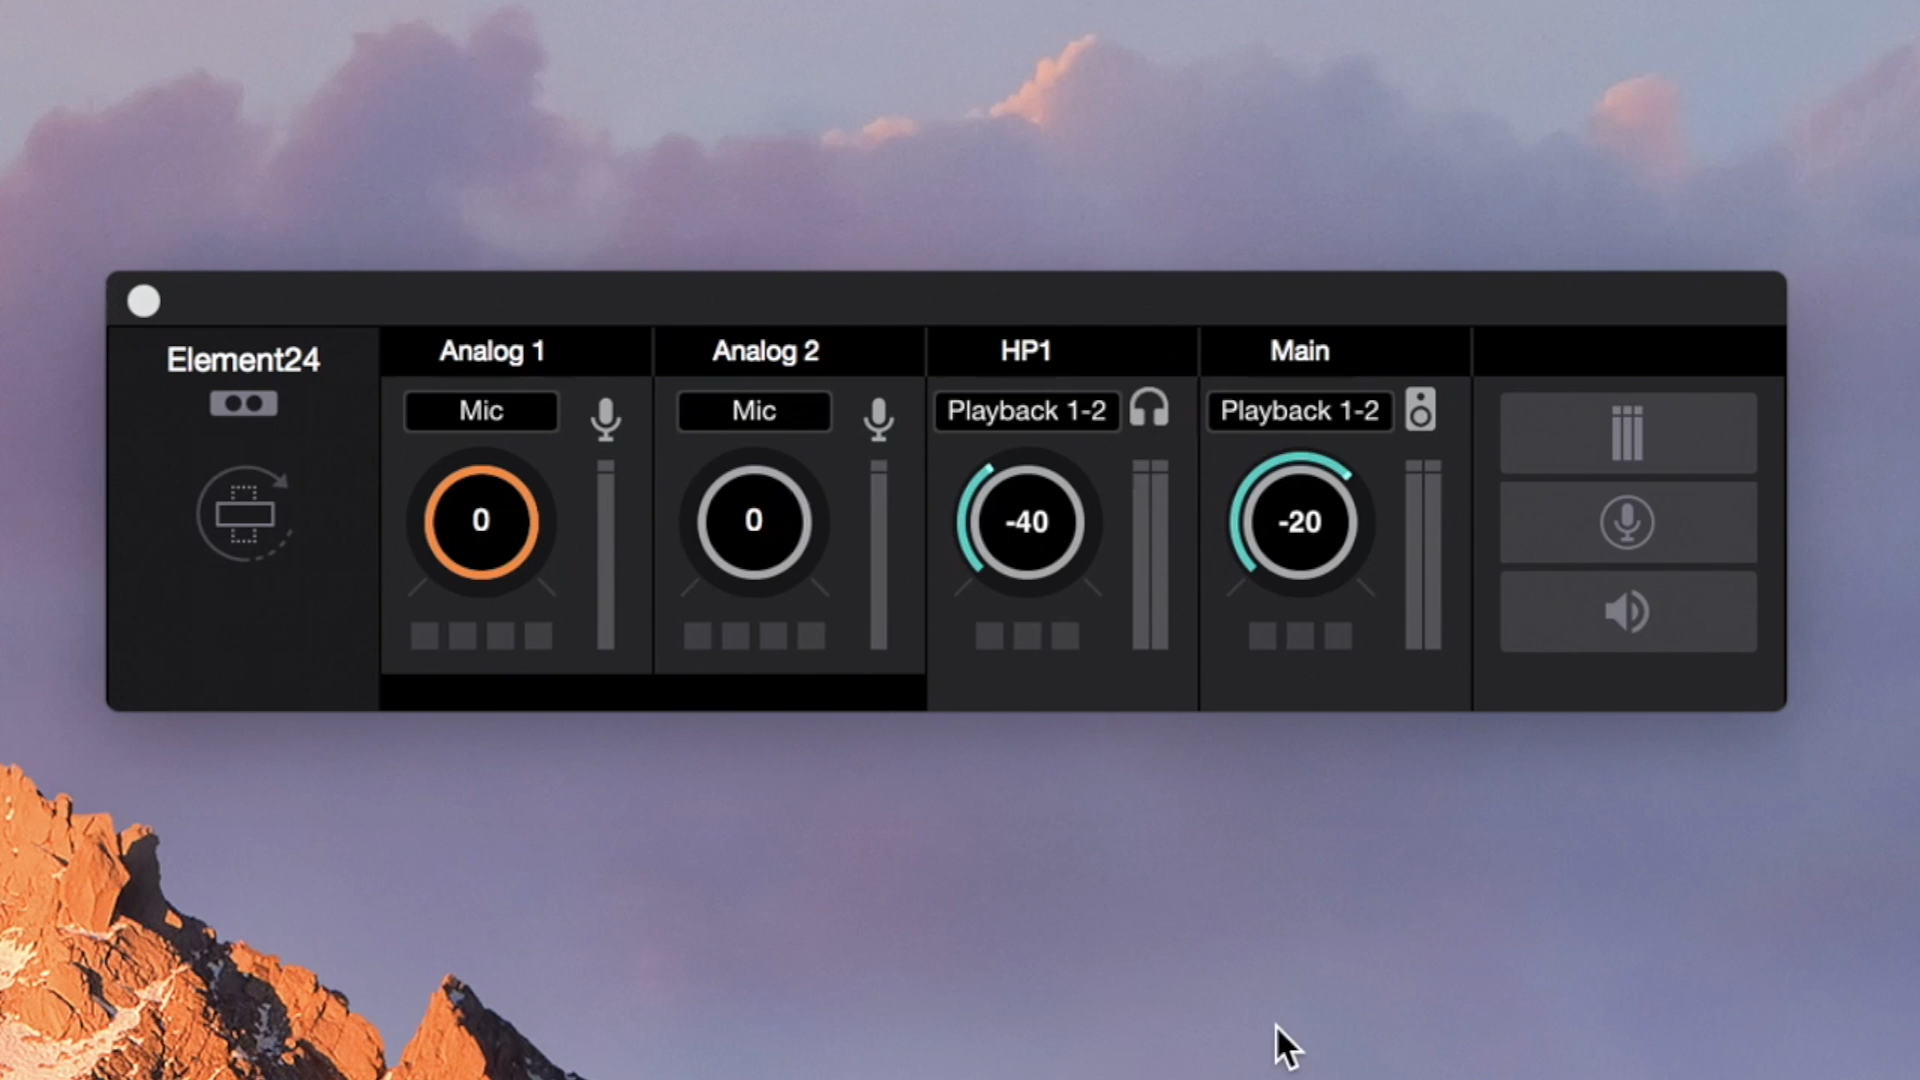 Element24
Analog 1
Mic
0
Analog 2
Mic
0
HP1
Playback 1-2
-40
Main
Playback 1-2
-20